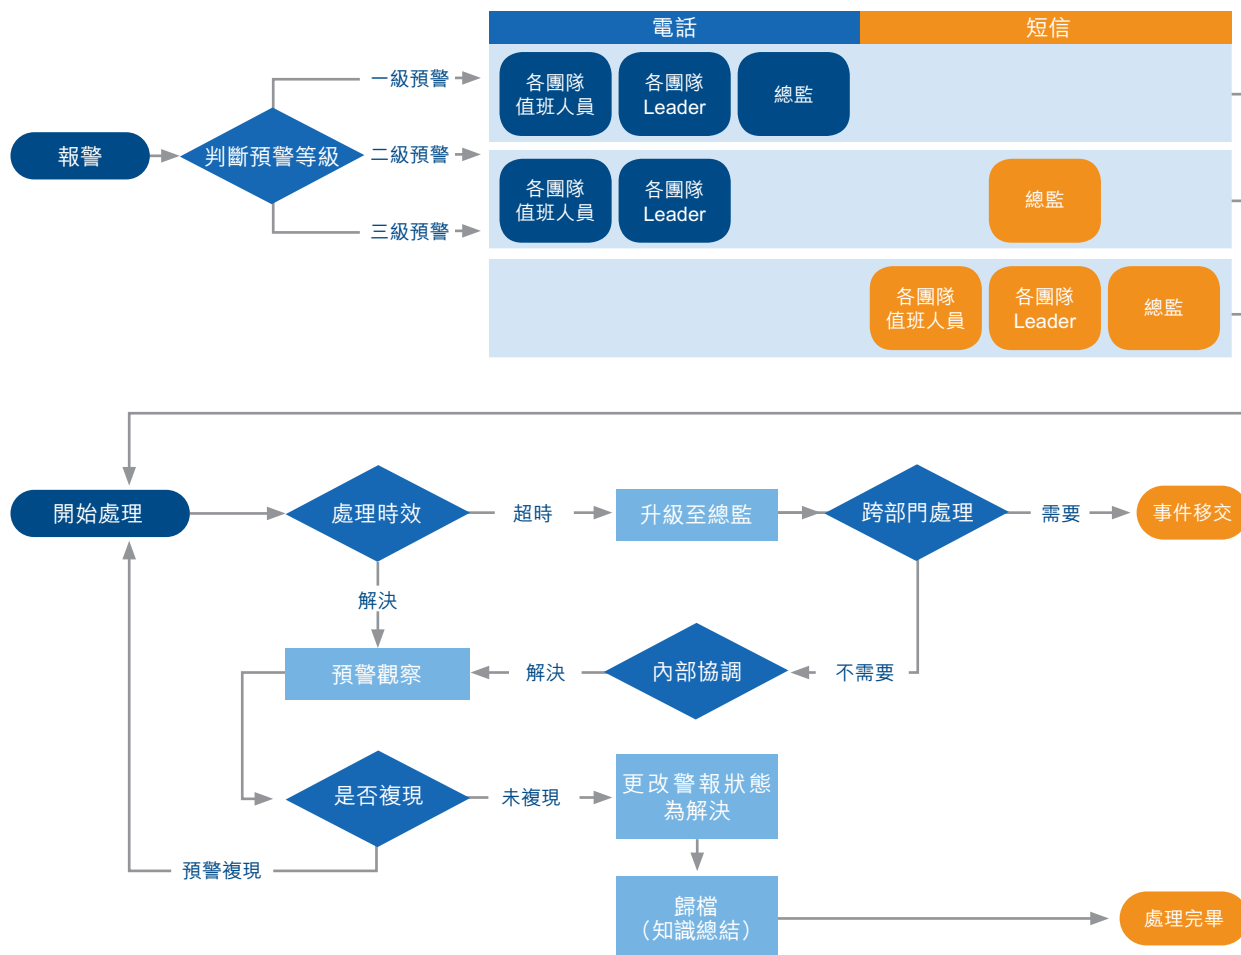 電話
短信
一級預警
各團隊
值班人員
各團隊
Leader
總監
報警
判斷預警等級
二級預警
各團隊
值班人員
各團隊
Leader
總監
三級預警
各團隊
值班人員
各團隊
Leader
總監
開始處理
處理時效
超時
升級至總監
跨部門處理
需要
事件移交
解決
預警觀察
解決
內部協調
不需要
是否複現
未複現
更改警報狀態
為解決
預警複現
歸檔
（知識總結）
處理完畢